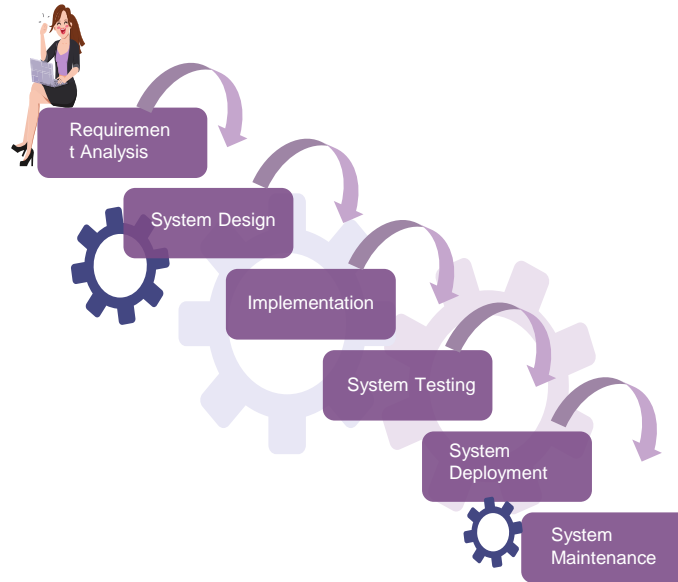 Requiremen
t Analysis
System Design
Implementation
System Testing
System
Deployment
System
Maintenance